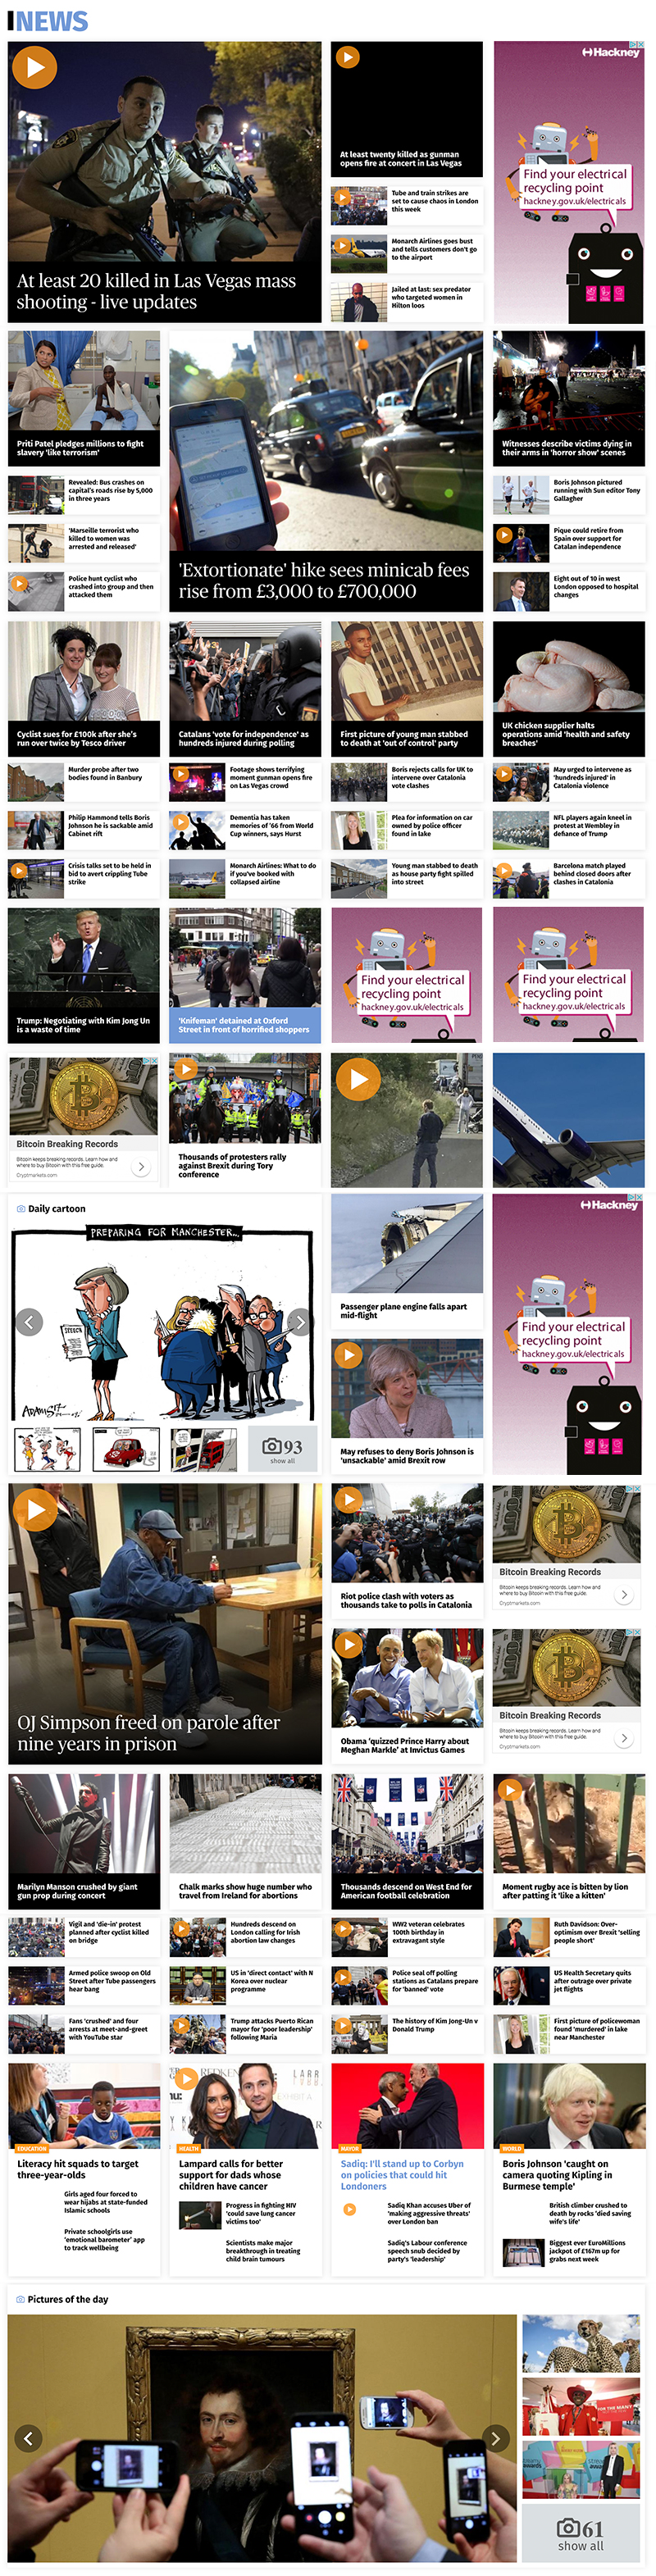 NEWS
At least 20 killed in Las Vegas mass
shooting - live updates
At least twenty killed as gunman
opens fire at concert in Las Vegas
Tube and train strikes are
set to cause chaos in London
this week
Monarch Airlines goes bust
and tells customers don't go
to the airport
Jailed at last: sex predator
who targeted women in
Hilton loos
Hackney
Find your electrical
recycling point
hackney.gov.uk/electricals
Priti Patel pledges millions to fight
slavery 'like terrorism'
Revealed: Bus crashes on
capital's roads rise by 5,000
in three years
'Marseille terrorist who
killed to women was
arrested and released'
Police hunt cyclist who
crashed into group and then
attacked them
'Extortionate' hike sees minicab fees
rise from £3,000 to £700,000
Witnesses describe victims dying in
their arms in 'horror show' scenes
Boris Johnson pictured
running with Sun editor Tony
Gallagher
Pique could retire from
Spain over support for
Catalan independence
Eight out of 10 in west
London opposed to hospital
changes
Cyclist sues for £100k after she's
run over twice by Tesco driver
Catalans 'vote for independence' as
hundreds injured during polling
First picture of young man stabbed
to death at 'out of control' party
UK chicken supplier halts
operations amid 'health and safety
breaches'
Murder probe after two
bodies found in Banbury
Footage shows terrifying
moment gunman opens fire
on Las Vegas crowd
Boris rejects calls for UK to
intervene over Catalonia
vote clashes
May urged to intervene as
'hundreds injured' in
Catalonia violence
Philip Hammond tells Boris
Johnson he is sackable amid
Cabinet rift
Dementia has taken
memories of '66 from World
Cup winners, says Hurst
Plea for information on car
owned by police officer
found in lake
NFL players again kneel in
protest at Wembley in
defiance of Trump
Crisis talks set to be held in
bid to avert crippling Tube
strike
Monarch Airlines: What to do
if you've booked with
collapsed airline
Young man stabbed to death
as house party fight spilled
into street
Barcelona match played
behind closed doors after
clashes in Catalonia
Trump: Negotiating with Kim Jong Un
is a waste of time
'Knifeman' detained at Oxford
Street in front of horrified shoppers
Find your electrical
recycling point
hackney.gov.uk/electricals
Find your electrical
recycling point
hackney.gov.uk/electricals
Bitcoin Breaking Records
Bitcoin keeps breaking records. Learn how and
where to buy Bitcoin with this free guide.
Cryptmarkets.com
Thousands of protesters rally
against Brexit during Tory
conference
Daily cartoon
PREPARING FOR MANCHESTER...
SPEECH
ADAMS
93
show all
Passenger plane engine falls apart
mid-flight
May refuses to deny Boris Johnson is
'unsackable' amid Brexit row
Hackney
Find your electrical
recycling point
hackney.gov.uk/electricals
OJ Simpson freed on parole after
nine years in prison
Riot police clash with voters as
thousands take to polls in Catalonia
Obama 'quizzed Prince Harry about
Meghan Markle' at Invictus Games
Bitcoin Breaking Records
Bitcoin keeps breaking records. Learn how and
where to buy Bitcoin with this free guide.
Cryptmarkets.com
Bitcoin Breaking Records
Bitcoin keeps breaking records. Learn how and
where to buy Bitcoin with this free guide.
Cryptmarkets.com
Marilyn Manson crushed by giant
gun prop during concert
Chalk marks show huge number who
travel from Ireland for abortions
Thousands descend on West End for
American football celebration
Moment rugby ace is bitten by lion
after patting it 'like a kitten'
Vigil and 'die-in' protest
planned after cyclist killed
on bridge
Hundreds descend on
London calling for Irish
abortion law changes
WW2 veteran celebrates
100th birthday in
extravagant style
Ruth Davidson: Over-
optimism over Brexit 'selling
people short'
Armed police swoop on Old
Street after Tube passengers
hear bang
US in 'direct contact' with N
Korea over nuclear
programme
Police seal off polling
stations as Catalans prepare
for 'banned' vote
US Health Secretary quits
after outrage over private
jet flights
Fans 'crushed' and four
arrests at meet-and-greet
with YouTube star
Trump attacks Puerto Rican
mayor for 'poor leadership'
following Maria
The history of Kim Jong-Un v
Donald Trump
First picture of policewoman
found 'murdered' in lake
near Manchester
EDUCATION
Literacy hit squads to target
three-year-olds
Girls aged four forced to
wear hijabs at state-funded
Islamic schools
Private schoolgirls use
'emotional barometer' app
to track wellbeing
HEALTH
Lampard calls for better
support for dads whose
children have cancer
Progress in fighting HIV
'could save lung cancer
victims too'
Scientists make major
breakthrough in treating
child brain tumours
MAYOR
Sadiq: I'll stand up to Corbyn
on policies that could hit
Londoners
Sadiq Khan accuses Uber of
'making aggressive threats'
over London ban
Sadiq's Labour conference
speech snub decided by
party's 'leadership'
WORLD
Boris Johnson 'caught on
camera quoting Kipling in
Burmese temple'
British climber crushed to
death by rocks 'died saving
wife's life'
Biggest ever EuroMillions
jackpot of £167m up for
grabs next week
Pictures of the day
61
show all